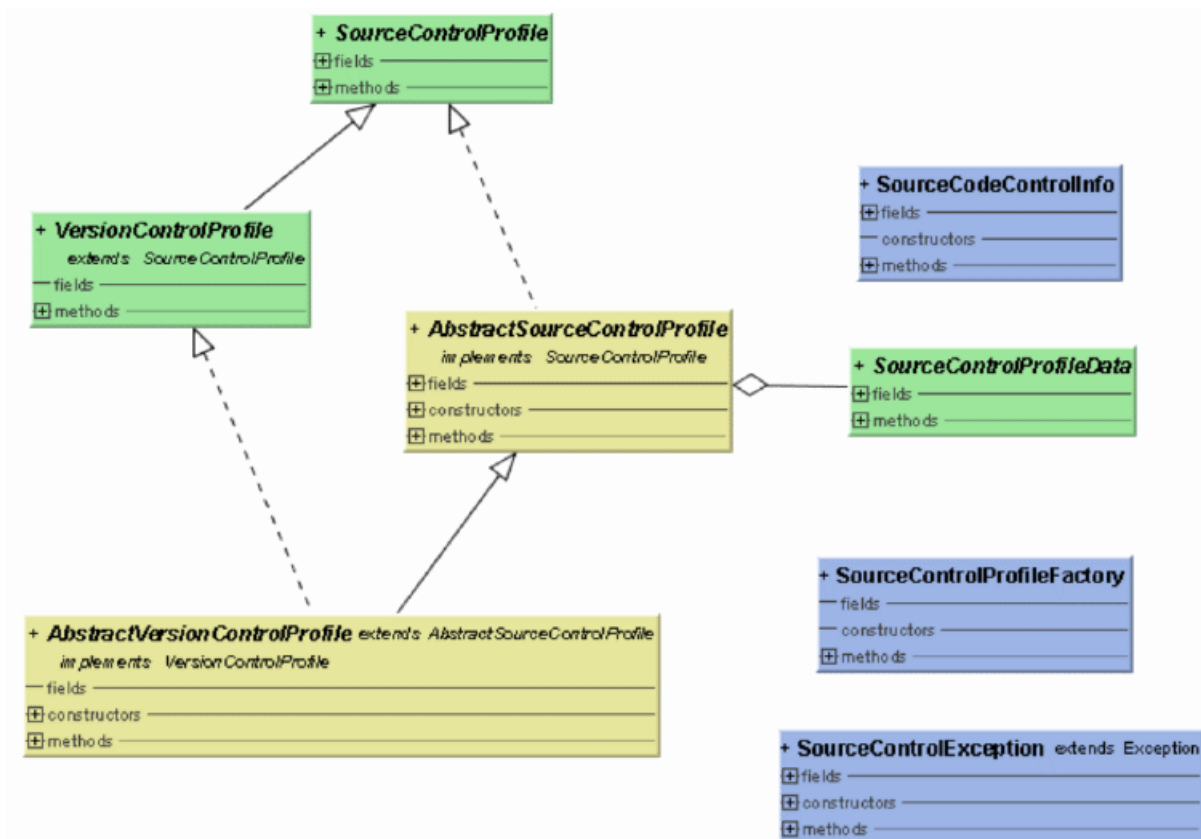 + SourceControlProfile
+ fields
+ methods
+ SourceCodeControlInfo
+ fields
constructors
+ methods
+ VersionControlProfile
extends SourceControlProfile
fields
+ methods
+ AbstractSourceControlProfile
implements SourceControlProfile
+ fields
+ constructors
+ methods
+ SourceControlProfileData
+ fields
+ methods
+ SourceControlProfileFactory
fields
constructors
+ methods
+ AbstractVersionControlProfile extends AbstractSourceControlProfile
implements VersionControlProfile
fields
+ constructors
+ methods
+ SourceControlException extends Exception
+ fields
+ constructors
+ methods